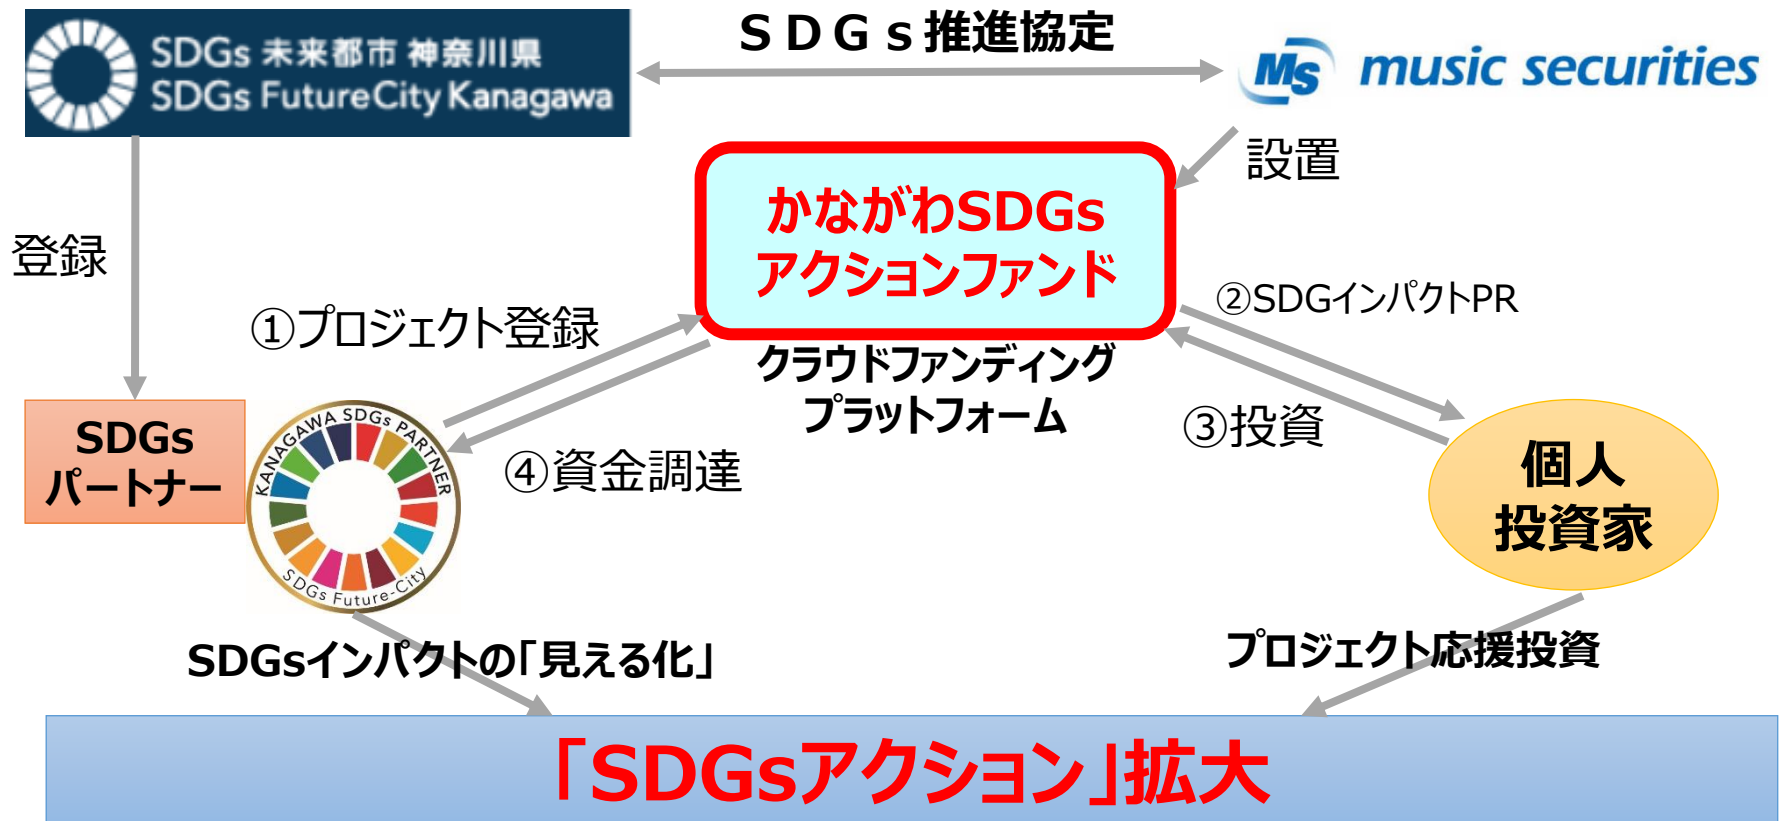 SDGs 未来都市 神奈川県
SDGs FutureCity Kanagawa
ＳＤＧｓ推進協定
Ms music securities
設置
かながわSDGs
アクションファンド
登録
①プロジェクト登録
②SDGインパクトPR
クラウドファンディング
プラットフォーム
③投資
SDGs
パートナー
KANAGAWA SDGs PARTNER
SDGs Future-City
④資金調達
個人
投資家
SDGsインパクトの「見える化」
プロジェクト応援投資
「SDGsアクション」拡大